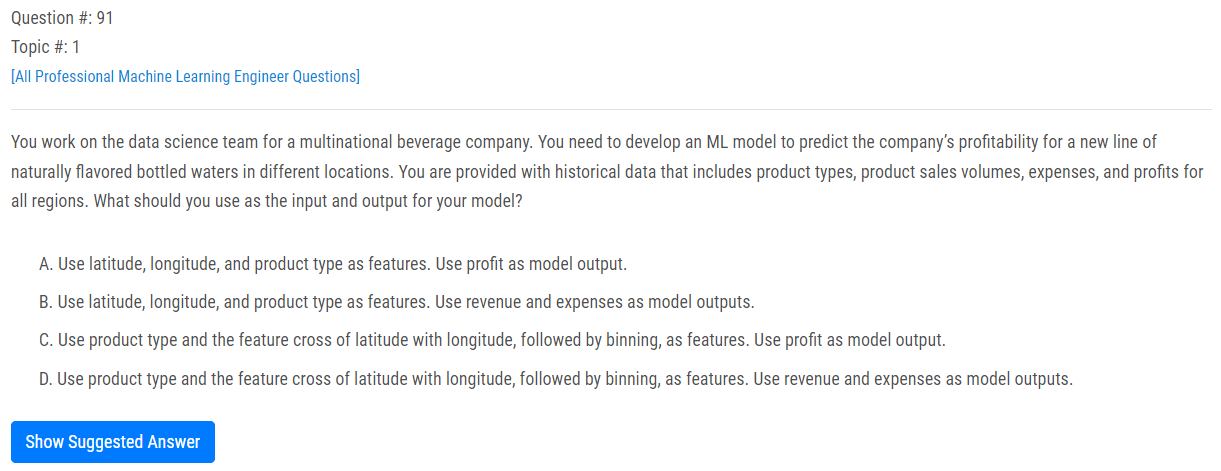 Question #: 91
Topic #: 1
[All Professional Machine Learning Engineer Questions]
You work on the data science team for a multinational beverage company. You need to develop an ML model to predict the company’s profitability for a new line of
naturally flavored bottled waters in different locations. You are provided with historical data that includes product types, product sales volumes, expenses, and profits for
all regions. What should you use as the input and output for your model?
A. Use latitude, longitude, and product type as features. Use profit as model output.
B. Use latitude, longitude, and product type as features. Use revenue and expenses as model outputs.
C. Use product type and the feature cross of latitude with longitude, followed by binning, as features. Use profit as model output.
D. Use product type and the feature cross of latitude with longitude, followed by binning, as features. Use revenue and expenses as model outputs.
Show Suggested Answer